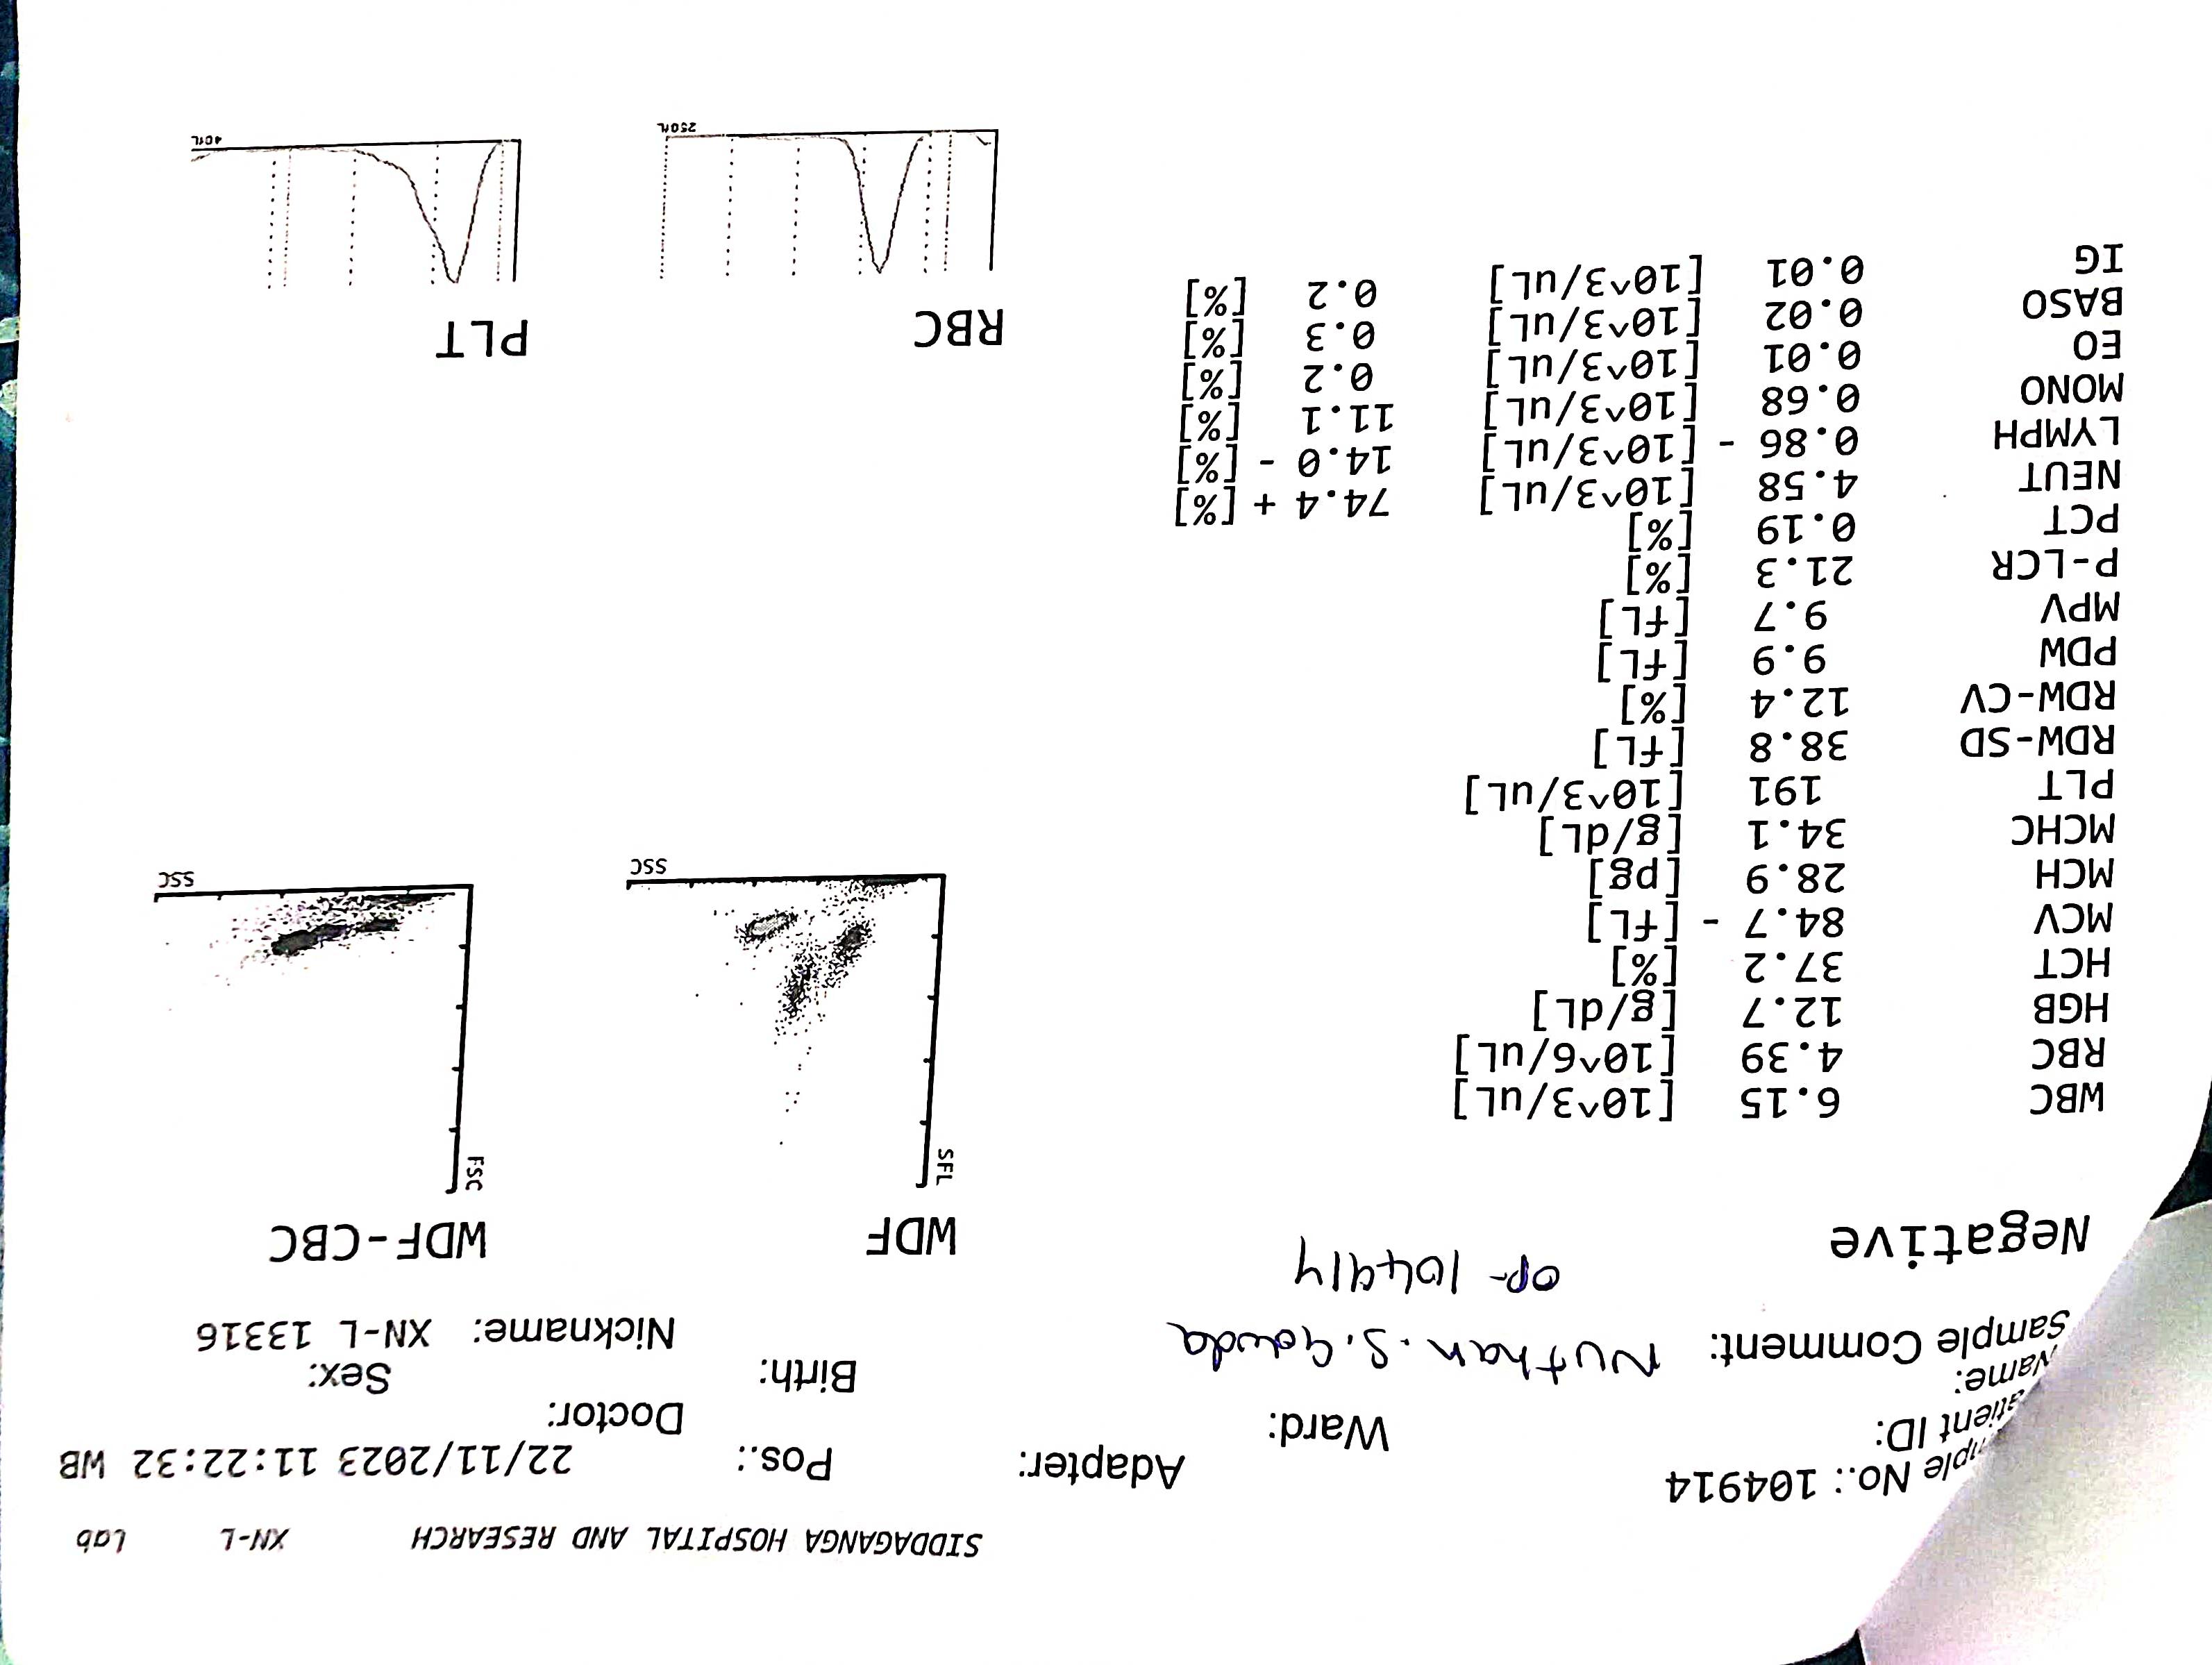 SIDDAGANGA HOSPITAL AND RESEARCH XN-L Lab
mple No.: 104914 Adapter: Pos.: 22/11/2023 11:22:32 WB
atient ID: Ward: Doctor:
Name: Birth: Sex:
Sample Comment: Nuthan.S.Gowda Nickname: XN-L 13316
OP- 104914
Negative
WDF WDF-CBC
SFL FSC
SSC SSC
WBC 6.15 [10^3/uL]
RBC 4.39 [10^6/uL]
HGB 12.7 [g/dL]
HCT 37.2 [%]
MCV 84.7 - [fL]
MCH 28.9 [pg]
MCHC 34.1 [g/dL]
PLT 191 [10^3/uL]
RDW-SD 38.8 [fL]
RDW-CV 12.4 [%]
PDW 9.9 [fL]
MPV 9.7 [fL]
P-LCR 21.3 [%]
PCT 0.19 [%]
NEUT 4.58 [10^3/uL] 74.4 + [%]
LYMPH 0.86 - [10^3/uL] 14.0 - [%]
MONO 0.68 [10^3/uL] 11.1 [%]
EO 0.01 [10^3/uL] 0.2 [%]
BASO 0.02 [10^3/uL] 0.3 [%]
IG 0.01 [10^3/uL] 0.2 [%]
RBC PLT
250fL 40fL